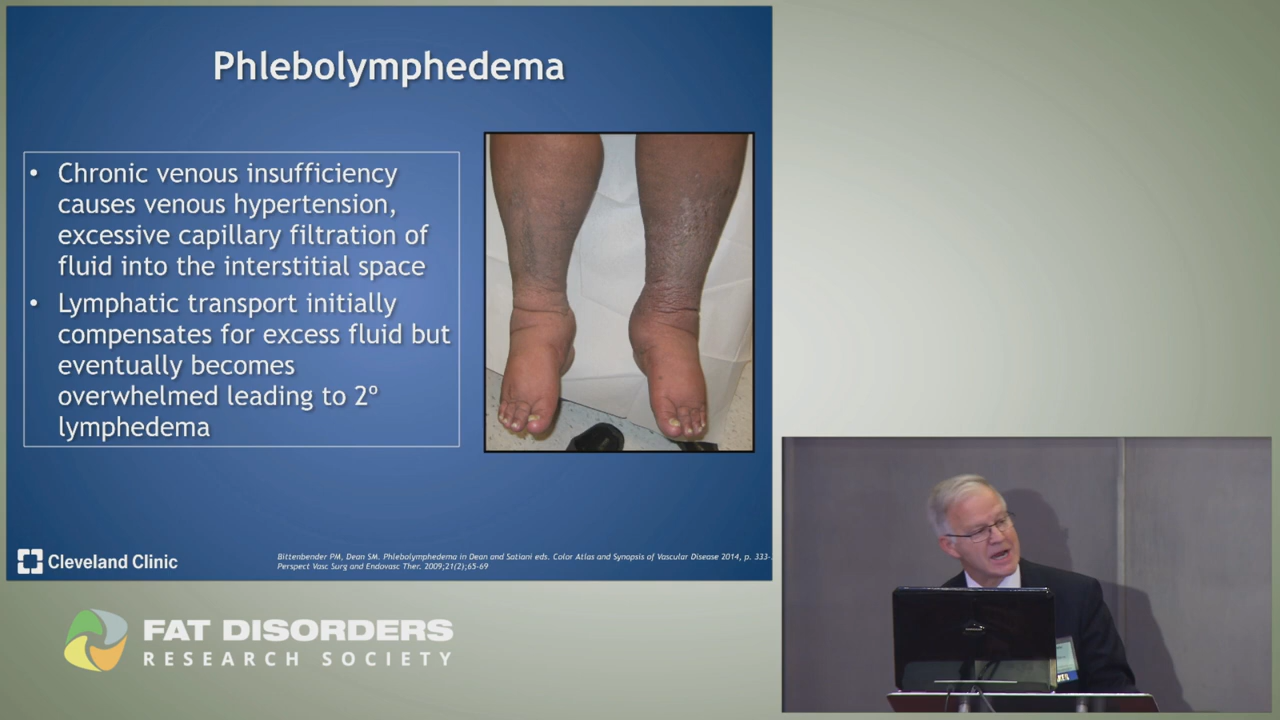 Phlebolymphedema
• Chronic venous insufficiency
causes venous hypertension,
excessive capillary filtration of
fluid into the interstitial space
• Lymphatic transport initially
compensates for excess fluid but
eventually becomes
overwhelmed leading to 2º
lymphedema
Cleveland Clinic
Bittenbender PM, Dean SM. Phlebolymphedema in Dean and Satiani eds. Color Atlas and Synopsis of Vascular Disease 2014, p. 333-
Perspect Vasc Surg and Endovasc Ther. 2009;21(2);65-69
FAT DISORDERS
RESEARCH SOCIETY